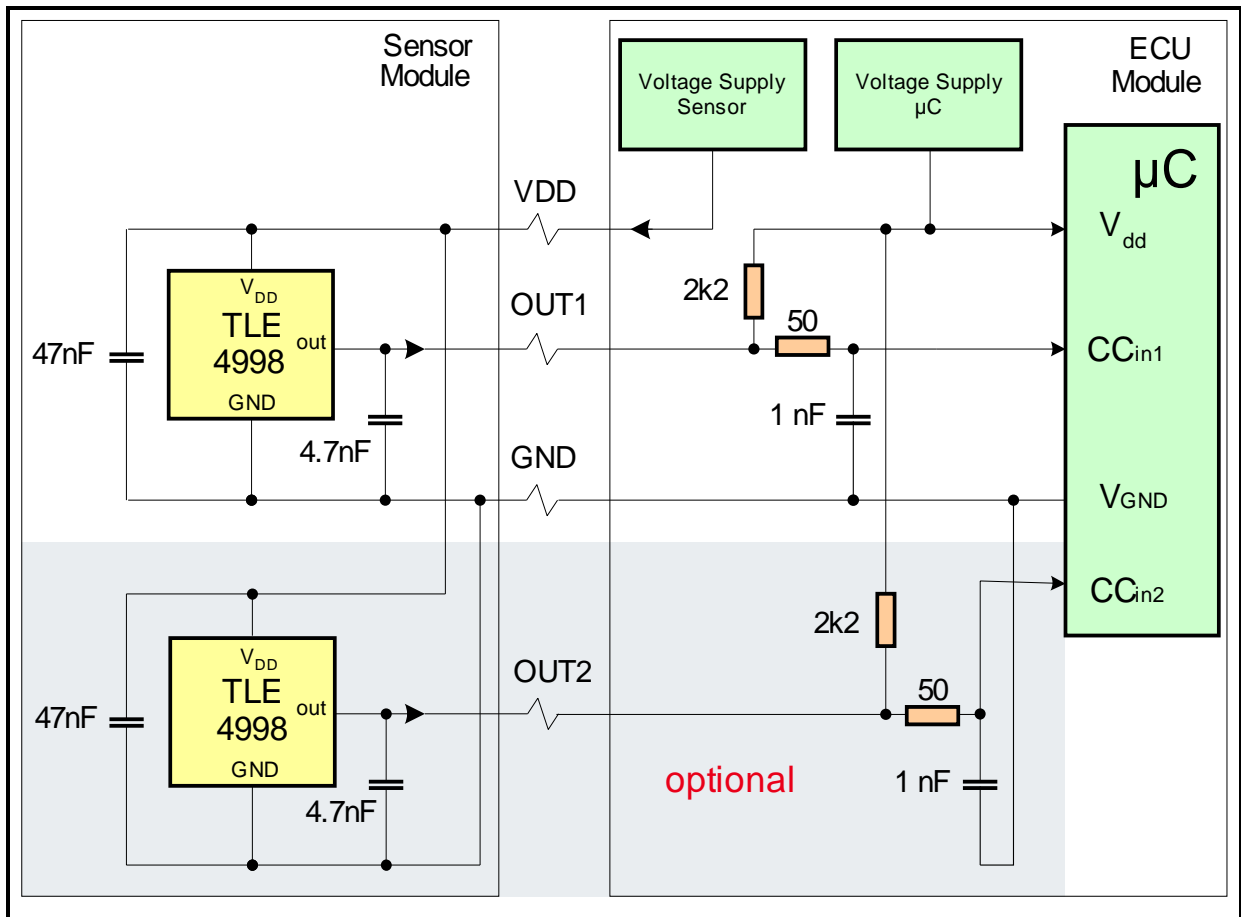 Sensor
Module
ECU
Module
Voltage Supply
Sensor
Voltage Supply
µC
µC
VDD
Vdd
2k2
OUT1
50
VDD
TLE
4998
out
GND
47nF
CCin1
1 nF
4.7nF
GND
VGND
CCin2
2k2
VDD
TLE
4998
out
GND
47nF
OUT2
50
4.7nF
optional
1 nF